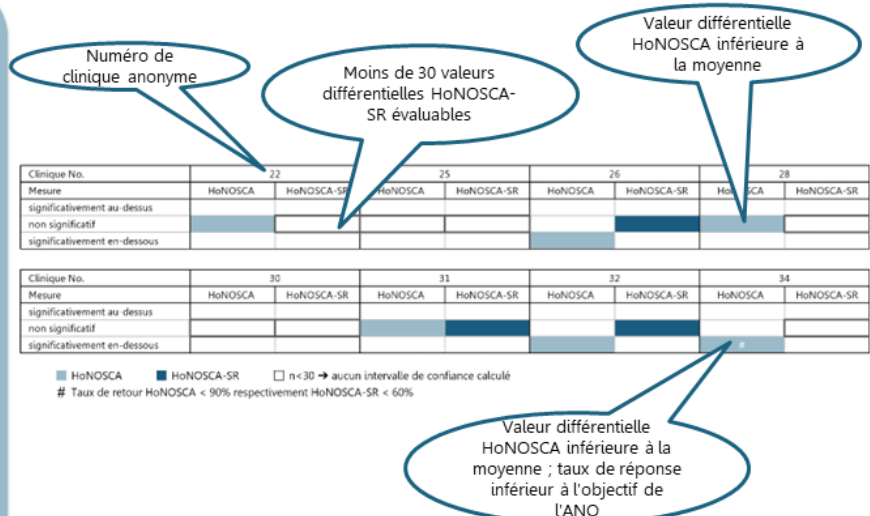 Numéro de
clinique anonyme
Moins de 30 valeurs
différentielles HoNOSCA-
SR évaluables
Valeur différentielle
HoNOSCA inférieure à
la moyenne
Clinique No. 22 25 26 28
Mesure HoNOSCA HoNOSCA-SR HoNOSCA HoNOSCA-SR HoNOSCA HoNOSCA-SR HoNOSCA HoNOSCA-SR
significativement au-dessus
non significatif
significativement en-dessous
Clinique No. 30 31 32 34
Mesure HoNOSCA HoNOSCA-SR HoNOSCA HoNOSCA-SR HoNOSCA HoNOSCA-SR HoNOSCA HoNOSCA-SR
significativement au-dessus
non significatif
significativement en-dessous #
HoNOSCA HoNOSCA-SR n<30 → aucun intervalle de confiance calculé
# Taux de retour HoNOSCA < 90% respectivement HoNOSCA-SR < 60%
Valeur différentielle
HoNOSCA inférieure à la
moyenne ; taux de réponse
inférieur à l'objectif de
l'ANQ